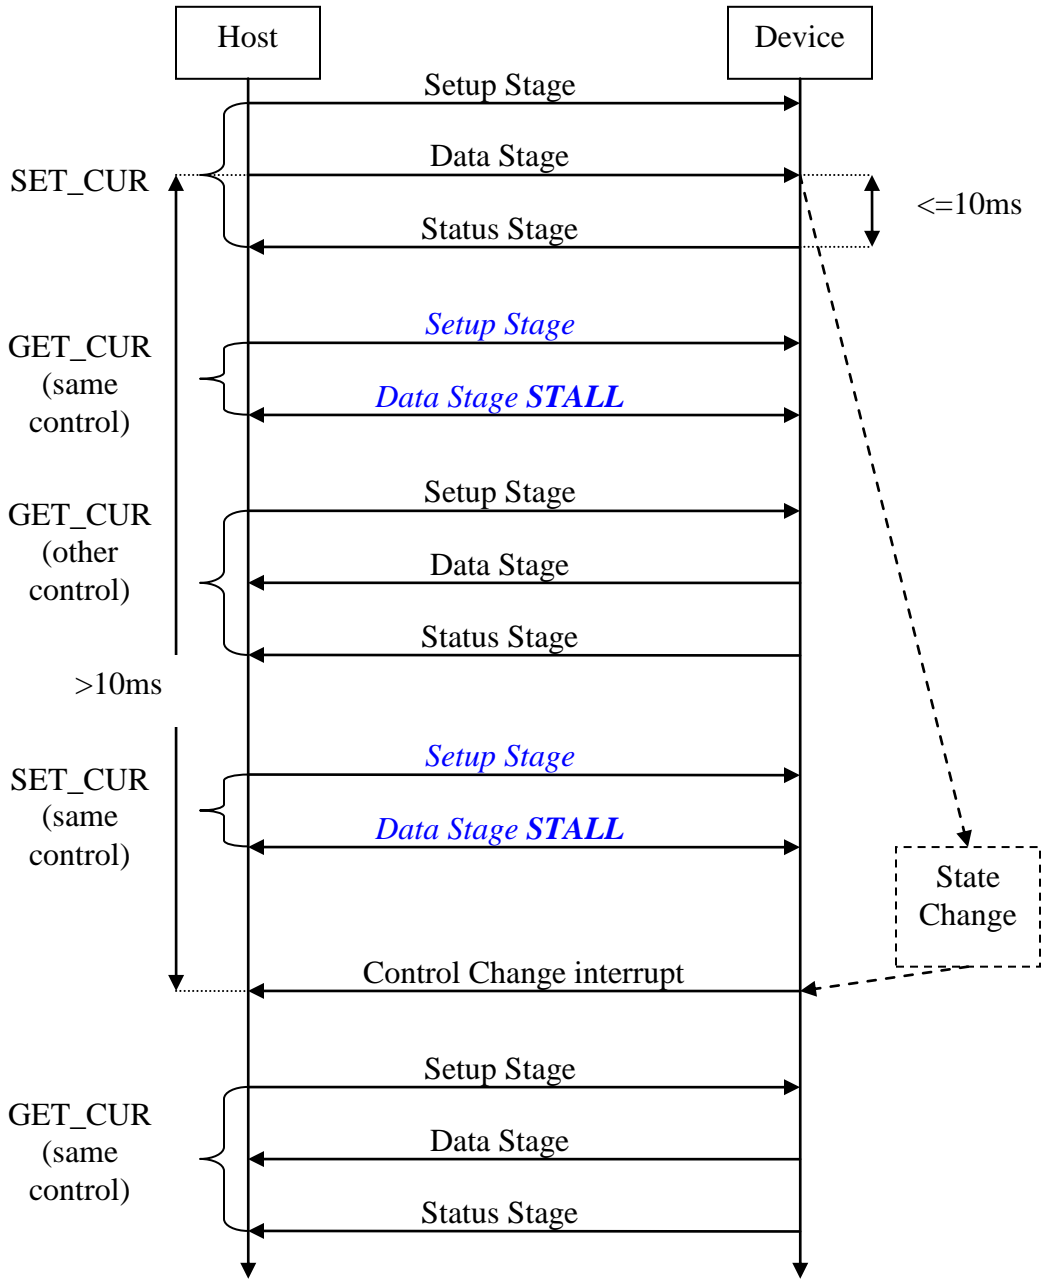 Host
Device
Setup Stage
Data Stage
SET_CUR
<=10ms
Status Stage
Setup Stage
GET_CUR
(same
control)
Data Stage STALL
Setup Stage
GET_CUR
(other
control)
Data Stage
Status Stage
>10ms
Setup Stage
SET_CUR
(same
control)
Data Stage STALL
State
Change
Control Change interrupt
Setup Stage
GET_CUR
(same
control)
Data Stage
Status Stage